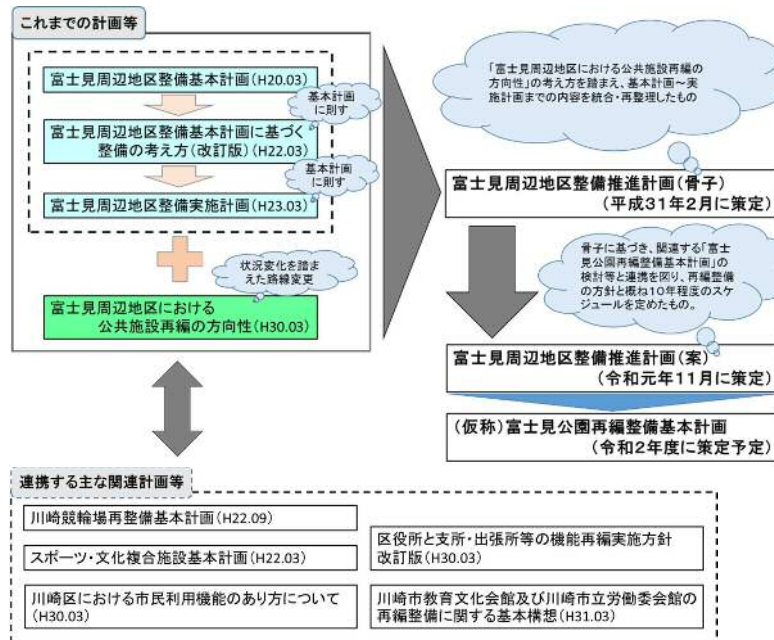 これまでの計画等
富士見周辺地区整備基本計画(H20.03)
基本計画
に則す
富士見周辺地区整備基本計画に基づく
整備の考え方(改訂版)(H22.03)
基本計画
に則す
富士見周辺地区整備実施計画(H23.03)
状況変化を踏ま
えた路線変更
富士見周辺地区における
公共施設再編の方向性(H30.03)
「富士見周辺地区における公共施設再編の
方向性」の考え方を踏まえ、基本計画～実
施計画までの内容を統合・再整理したもの
富士見周辺地区整備推進計画(骨子)
(平成31年2月に策定)
骨子に基づき、関連する「富士
見公園再編整備基本計画」の
検討等と連携を図り、再編整備
の方針と概ね10年程度のスケ
ジュールを定めたもの。
富士見周辺地区整備推進計画(案)
(令和元年11月に策定)
(仮称)富士見公園再編整備基本計画
(令和2年度に策定予定)
連携する主な関連計画等
川崎競輪場再整備基本計画(H22.09)
スポーツ・文化複合施設基本計画(H22.03)
川崎区における市民利用機能のあり方について
(H30.03)
区役所と支所・出張所等の機能再編実施方針
改訂版(H30.03)
川崎市教育文化会館及び川崎市立労働会館の
再編整備に関する基本構想(H31.03)